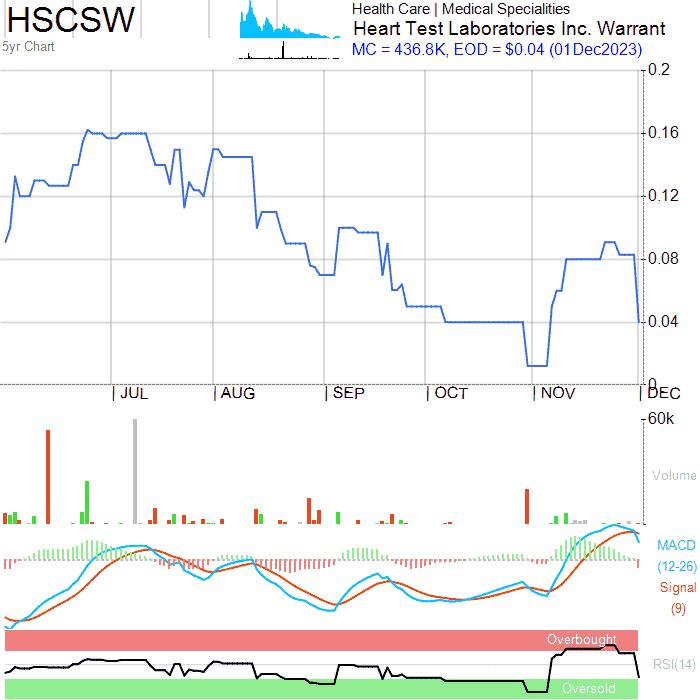 HSCSW
5yr Chart
Health Care | Medical Specialities
Heart Test Laboratories Inc. Warrant
MC = 436.8K, EOD = $0.04 (01Dec2023)
0.2
0.16
0.12
0.08
0.04
0
JUL AUG SEP OCT NOV DEC
60k
Volume
MACD
(12-26)
Signal
(9)
Overbought
RSI(14)
Oversold